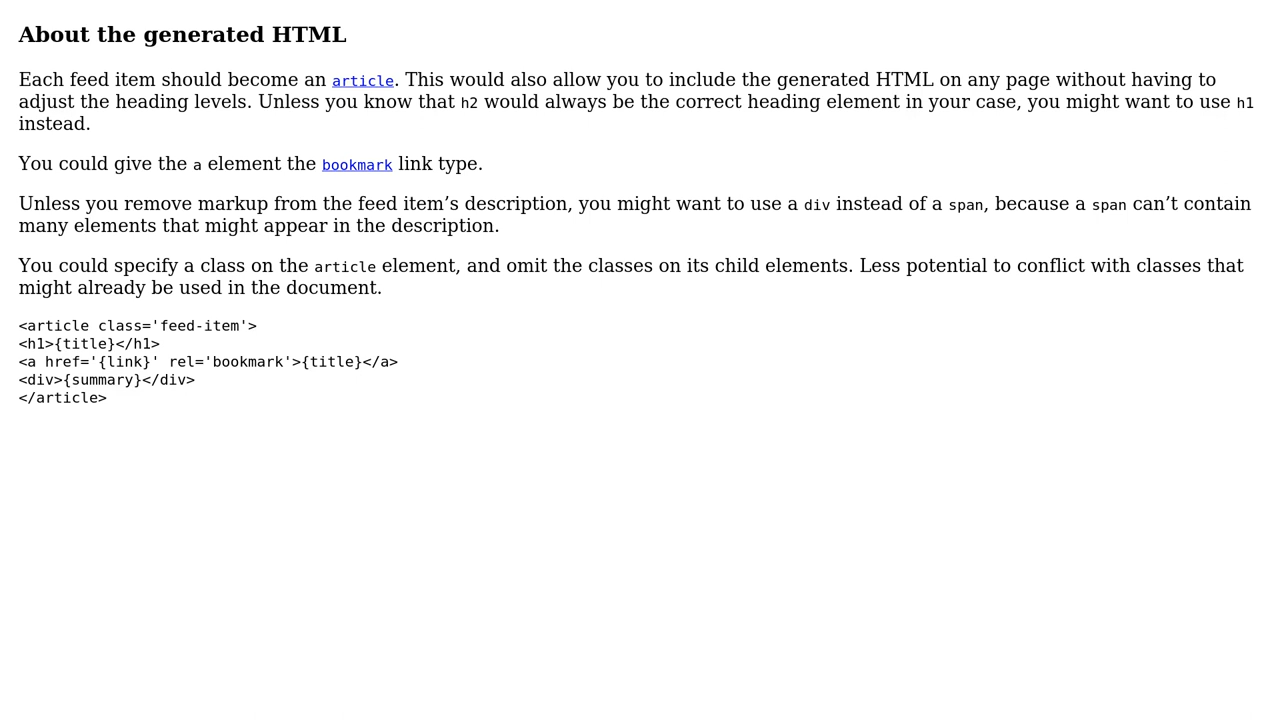 About the generated HTML
Each feed item should become an article. This would also allow you to include the generated HTML on any page without having to
adjust the heading levels. Unless you know that h2 would always be the correct heading element in your case, you might want to use h1
instead.
You could give the a element the bookmark link type.
Unless you remove markup from the feed item’s description, you might want to use a div instead of a span, because a span can’t contain
many elements that might appear in the description.
You could specify a class on the article element, and omit the classes on its child elements. Less potential to conflict with classes that
might already be used in the document.
<article class='feed-item'>
<h1>{title}</h1>
<a href='{link}' rel='bookmark'>{title}</a>
<div>{summary}</div>
</article>